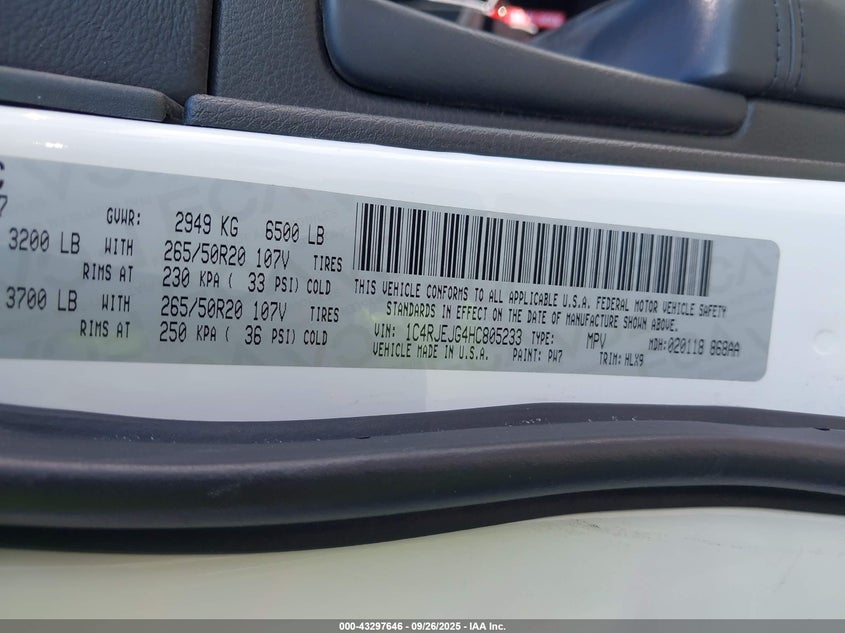 C
7
GVWR: 2949 KG 6500 LB
3200 LB WITH 265/50R20 107V TIRES
RIMS AT 230 KPA ( 33 PSI) COLD
3700 LB WITH 265/50R20 107V TIRES
RIMS AT 250 KPA ( 36 PSI) COLD
THIS VEHICLE CONFORMS TO ALL APPLICABLE U.S.A. FEDERAL MOTOR VEHICLE SAFETY
STANDARDS IN EFFECT ON THE DATE OF MANUFACTURE SHOWN ABOVE.
VIN: 1C4RJEJG4HC805233 TYPE: MPV MDH:020118 868AA
VEHICLE MADE IN U.S.A. PAINT: PW7 TRIM: HLX9
000-43297646 - 09/26/2025 - IAA Inc.